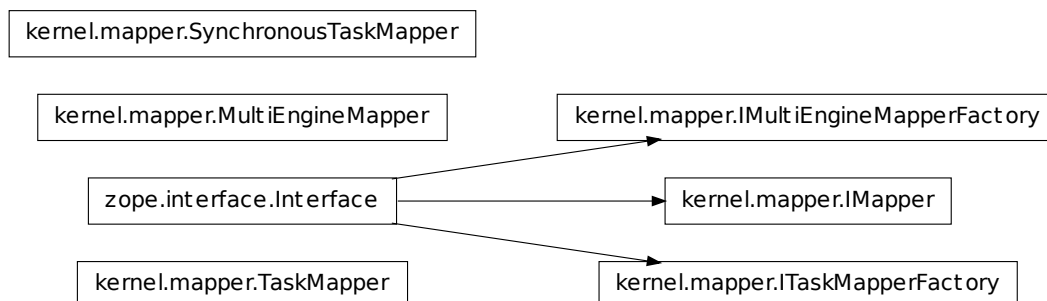 kernel.mapper.SynchronousTaskMapper
kernel.mapper.MultiEngineMapper
kernel.mapper.IMultiEngineMapperFactory
zope.interface.Interface
kernel.mapper.IMapper
kernel.mapper.TaskMapper
kernel.mapper.ITaskMapperFactory